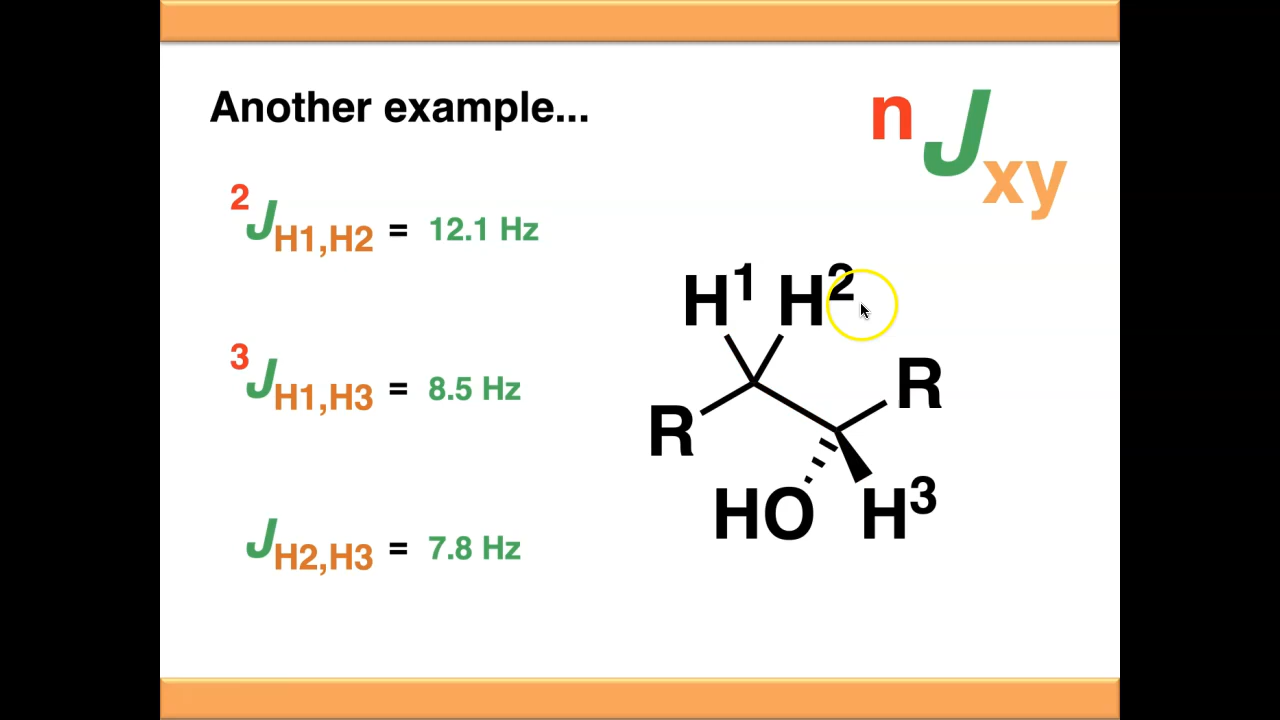 Another example...
nJxy
2JH1,H2 = 12.1 Hz
3JH1,H3 = 8.5 Hz
JH2,H3 = 7.8 Hz
H1 H2
R
R
HO H3